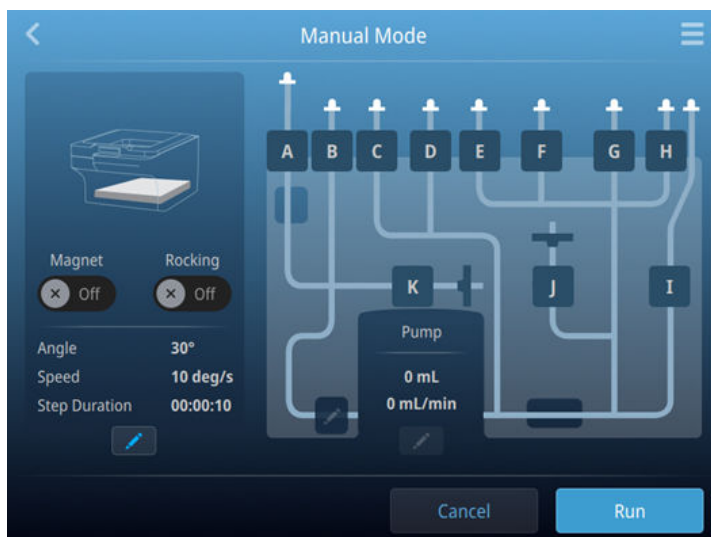 Manual Mode
A B C D E F G H
K J I
Magnet Rocking
Off Off
Angle 30°
Speed 10 deg/s
Step Duration 00:00:10
Pump
0 mL
0 mL/min
Cancel Run